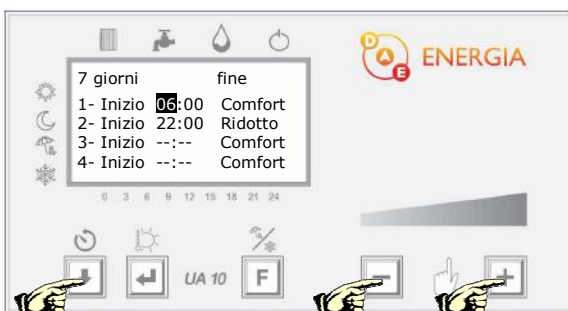 D A E ENERGIA
7 giorni fine
1- Inizio 06:00 Comfort
2- Inizio 22:00 Ridotto
3- Inizio --:-- Comfort
4- Inizio --:-- Comfort
0 3 6 9 12 15 18 21 24
UA 10 F - +